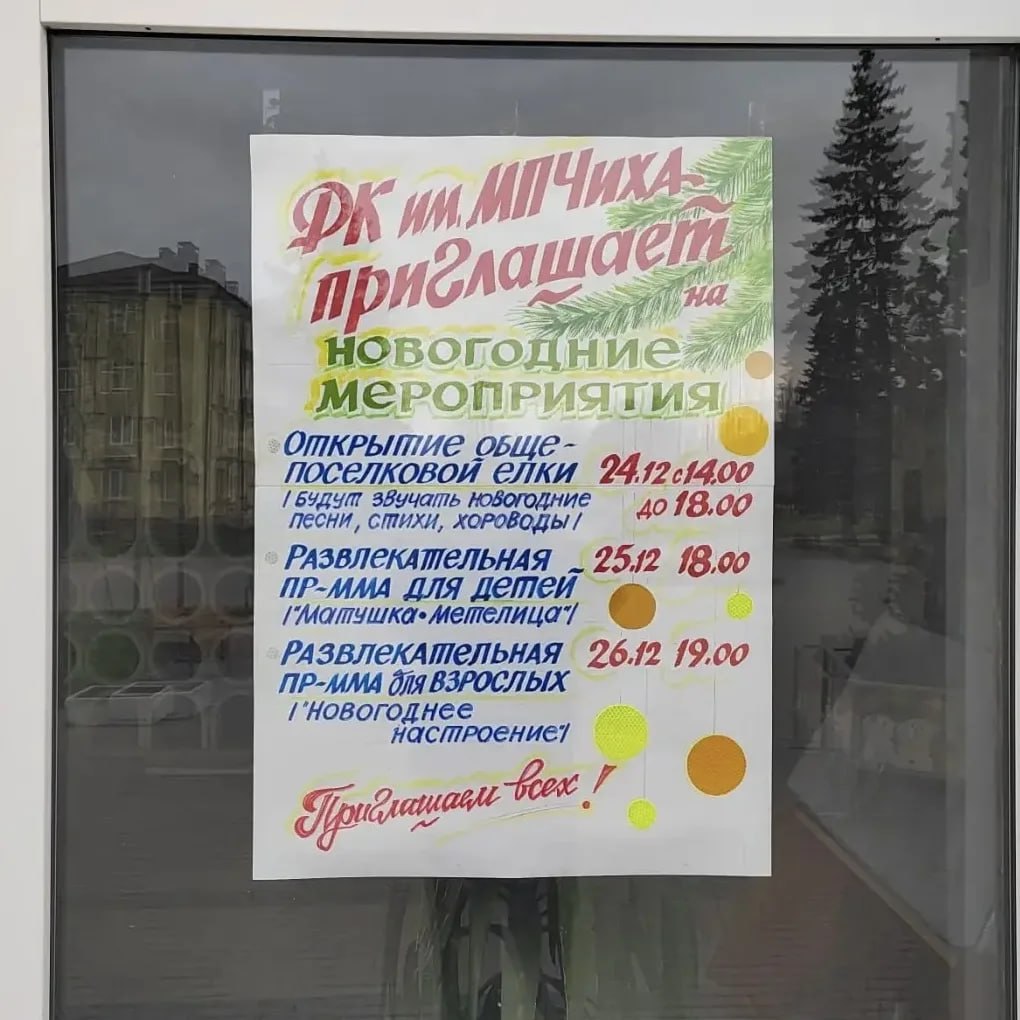 ДК им. МПЧиха
приглашает
на
новогодние
мероприятия
Открытие обще-
поселковой елки 24.12 с 14.00
/Будут звучать новогодние до 18.00
песни, стихи, хороводы/
Развлекательная 25.12 18.00
пр-мма для детей
/"Матушка-метелица"/
Развлекательная 26.12 19.00
пр-мма для взрослых
/"Новогоднее
настроение"/
Приглашаем всех!